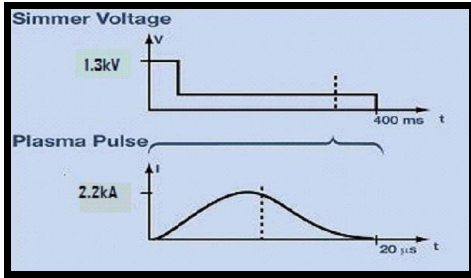 Simmer Voltage
V
1.3kV
400 ms t
Plasma Pulse
I
2.2kA
20 µs t